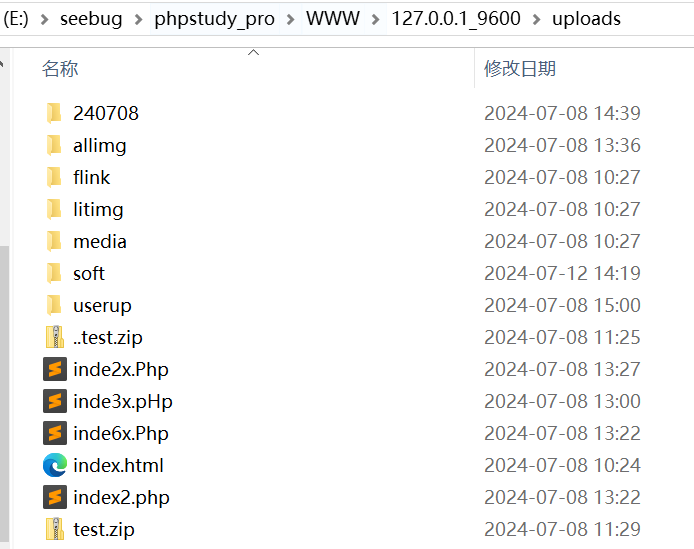 (E:) > seebug > phpstudy_pro > WWW > 127.0.0.1_9600 > uploads
名称 修改日期
240708 2024-07-08 14:39
allimg 2024-07-08 13:36
flink 2024-07-08 10:27
litimg 2024-07-08 10:27
media 2024-07-08 10:27
soft 2024-07-12 14:19
userup 2024-07-08 15:00
..test.zip 2024-07-08 11:25
inde2x.Php 2024-07-08 13:27
inde3x.pHp 2024-07-08 13:00
inde6x.Php 2024-07-08 13:22
index.html 2024-07-08 10:24
index2.php 2024-07-08 13:22
test.zip 2024-07-08 11:29